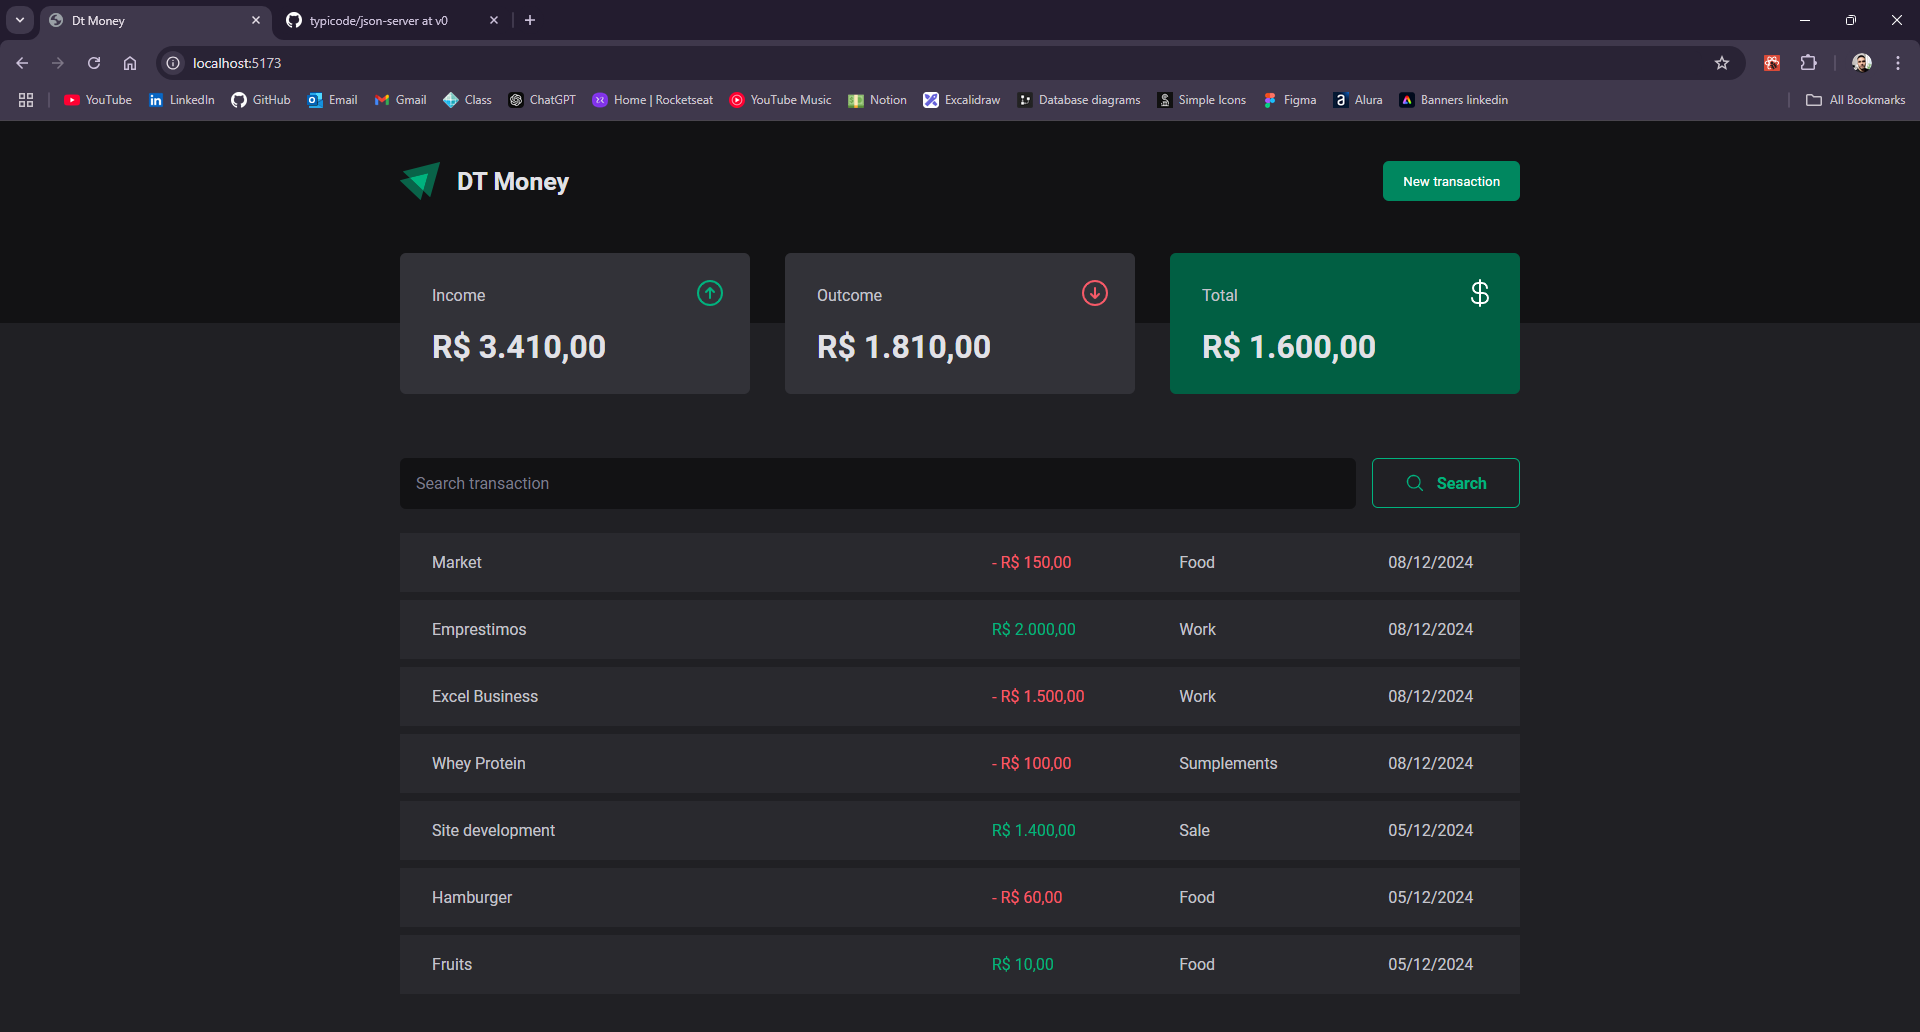 Dt Money
typicode/json-server at v0
localhost:5173
YouTube LinkedIn GitHub Email Gmail Class ChatGPT Home | Rocketseat YouTube Music Notion Excalidraw Database diagrams Simple Icons Figma Alura Banners linkedin All Bookmarks
DT Money
New transaction
Income
R$ 3.410,00
Outcome
R$ 1.810,00
Total
$
R$ 1.600,00
Search transaction
Search
Market - R$ 150,00 Food 08/12/2024
Emprestimos R$ 2.000,00 Work 08/12/2024
Excel Business - R$ 1.500,00 Work 08/12/2024
Whey Protein - R$ 100,00 Sumplements 08/12/2024
Site development R$ 1.400,00 Sale 05/12/2024
Hamburger - R$ 60,00 Food 05/12/2024
Fruits R$ 10,00 Food 05/12/2024